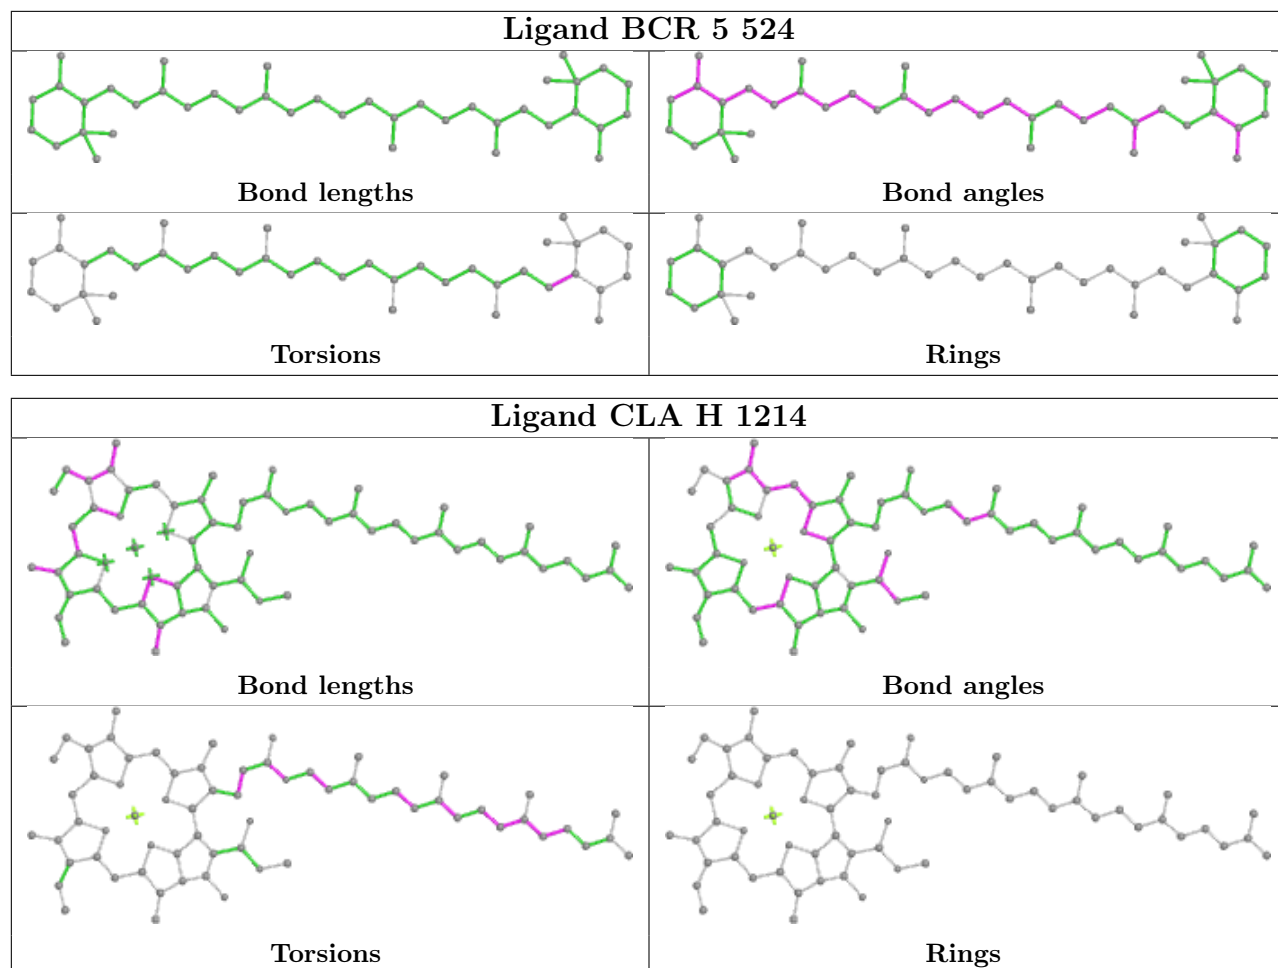 Ligand BCR 5 524
Bond lengths
Bond angles
Torsions
Rings
Ligand CLA H 1214
Bond lengths
Bond angles
Torsions
Rings